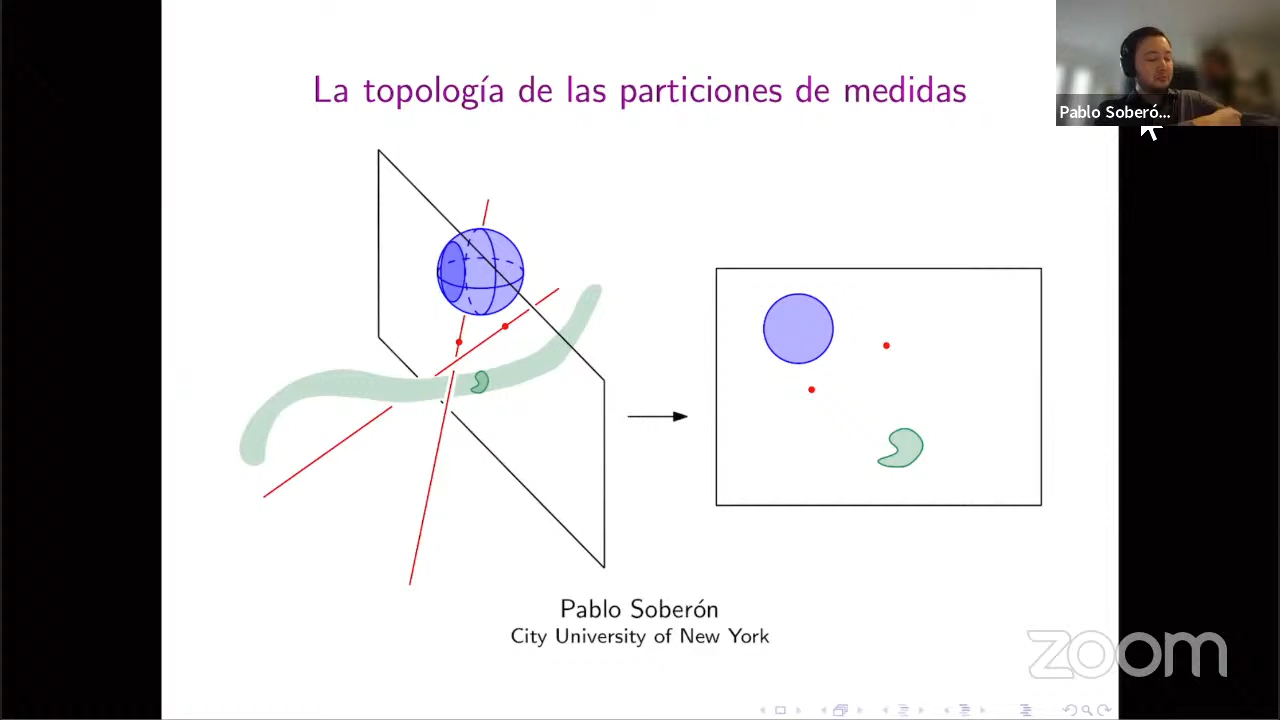 La topología de las particiones de medidas
Pablo Soberó...
Pablo Soberón
City University of New York
zoom